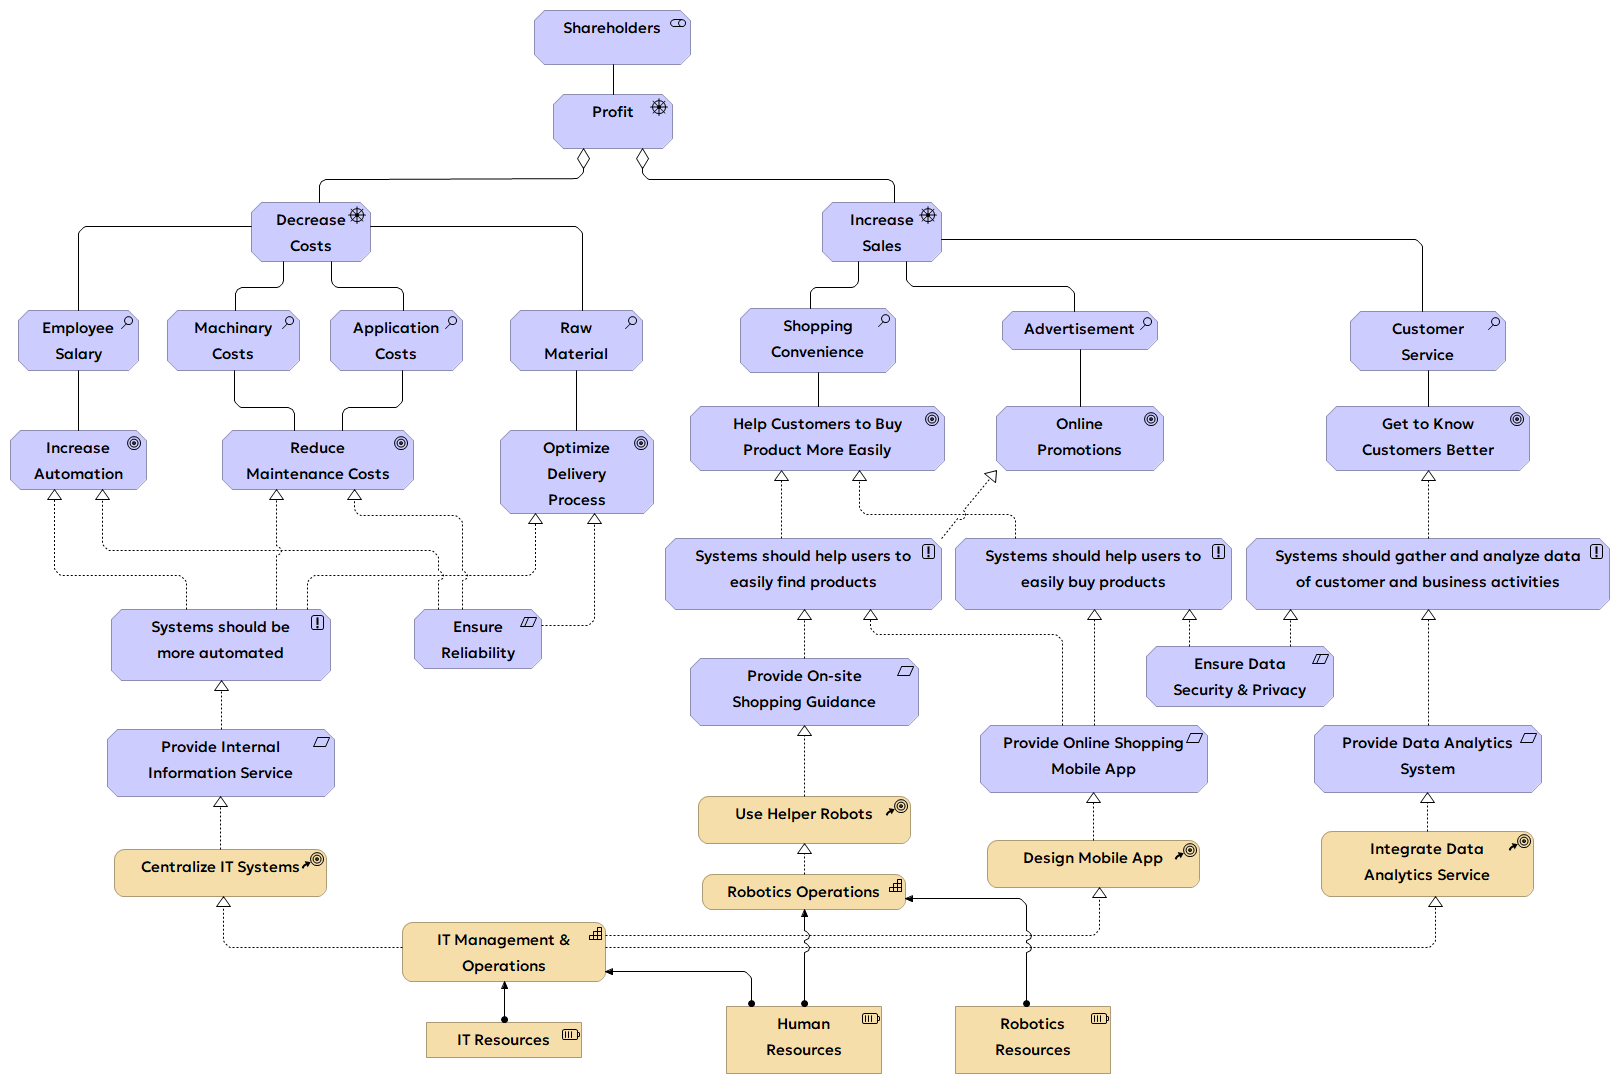 Shareholders
Profit
Decrease
Costs
Increase
Sales
Employee
Salary
Machinary
Costs
Application
Costs
Raw
Material
Shopping
Convenience
Advertisement
Customer
Service
Increase
Automation
Reduce
Maintenance Costs
Optimize
Delivery
Process
Help Customers to Buy
Product More Easily
Online
Promotions
Get to Know
Customers Better
Systems should help users to
easily find products
Systems should help users to
easily buy products
Systems should gather and analyze data
of customer and business activities
Systems should be
more automated
Ensure
Reliability
Provide On-site
Shopping Guidance
Ensure Data
Security & Privacy
Provide Internal
Information Service
Provide Online Shopping
Mobile App
Provide Data Analytics
System
Use Helper Robots
Centralize IT Systems
Design Mobile App
Integrate Data
Analytics Service
Robotics Operations
IT Management &
Operations
IT Resources
Human
Resources
Robotics
Resources